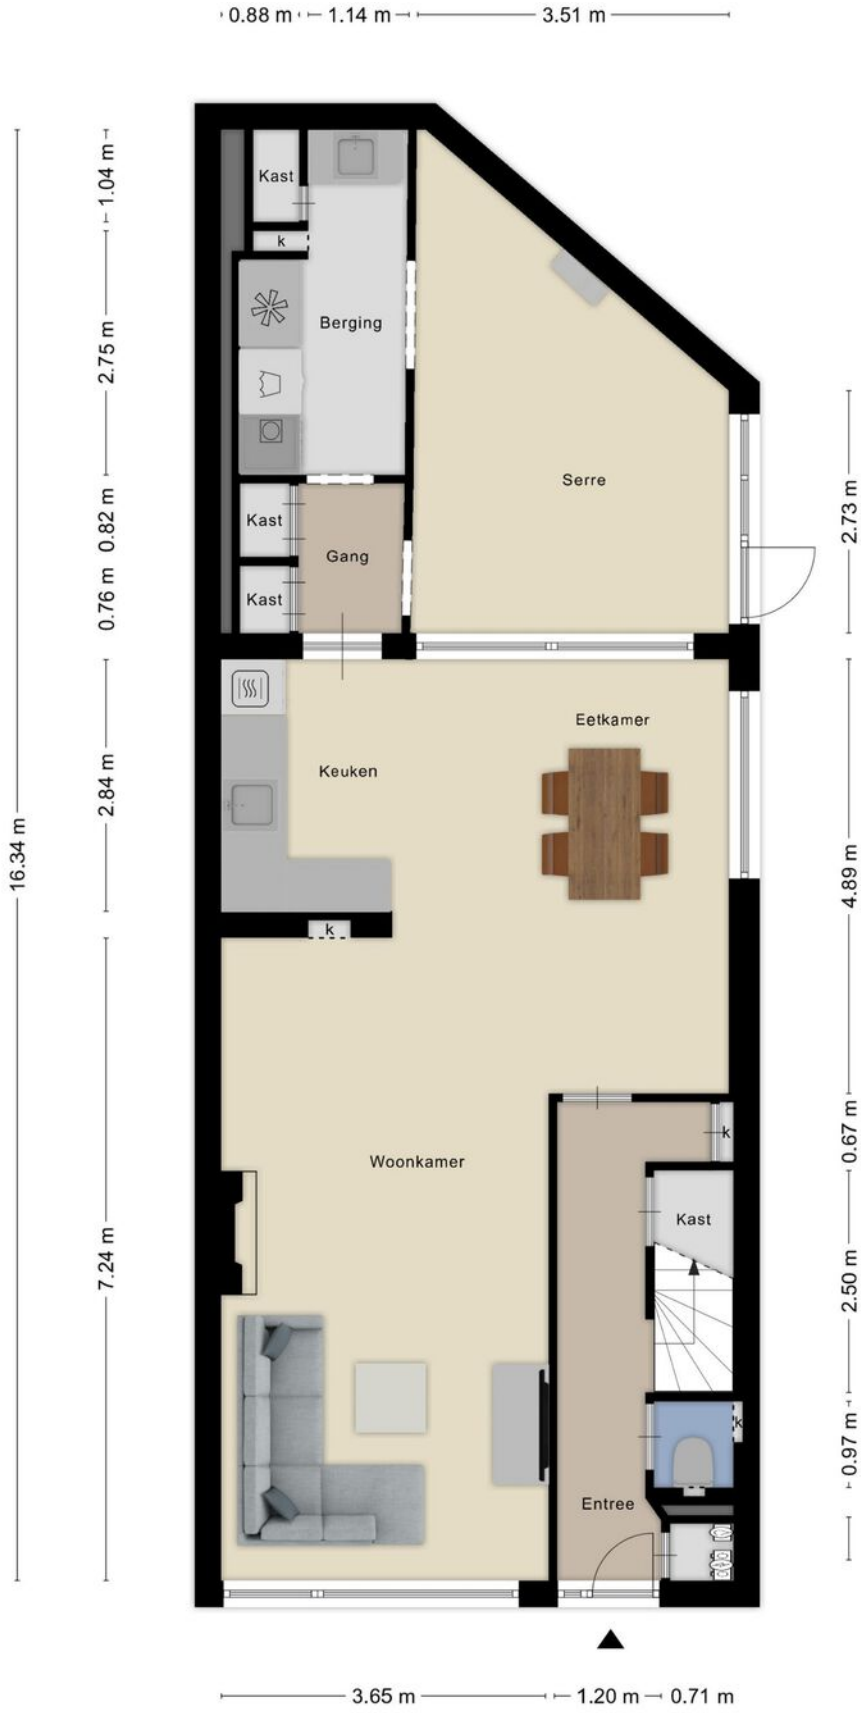 0.88 m
1.14 m
3.51 m
1.04 m
Kast
k
2.75 m
Berging
Serre
2.73 m
0.82 m
Kast
Gang
0.76 m
Kast
Eetkamer
Keuken
2.84 m
16.34 m
4.89 m
k
k
0.67 m
Woonkamer
Kast
7.24 m
2.50 m
k
0.97 m
Entree
3.65 m
1.20 m
0.71 m